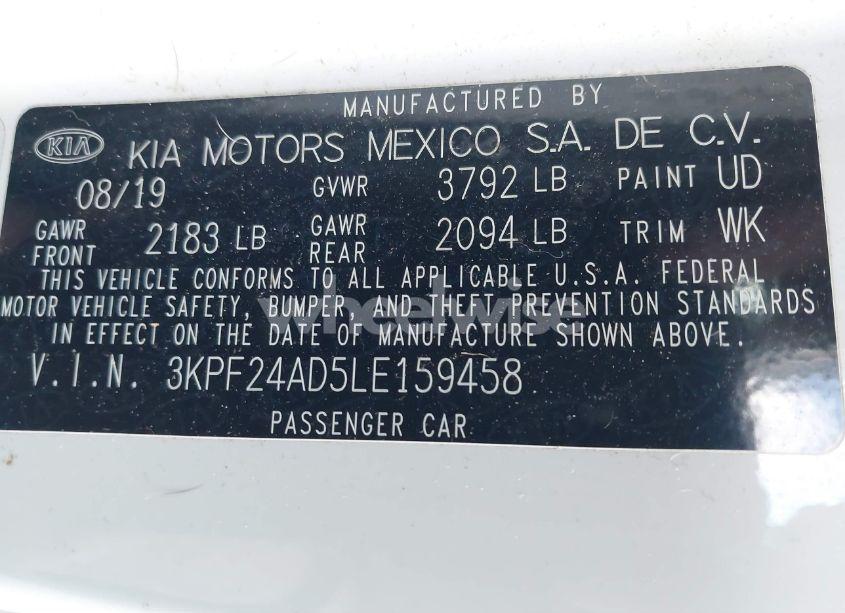 MANUFACTURED BY
KIA KIA MOTORS MEXICO S.A. DE C.V.
08/19 GVWR 3792 LB PAINT UD
GAWR FRONT 2183 LB GAWR REAR 2094 LB TRIM WK
THIS VEHICLE CONFORMS TO ALL APPLICABLE U.S.A. FEDERAL
MOTOR VEHICLE SAFETY, BUMPER, AND THEFT PREVENTION STANDARDS
IN EFFECT ON THE DATE OF MANUFACTURE SHOWN ABOVE.
V.I.N. 3KPF24AD5LE159458
PASSENGER CAR
wheelwise